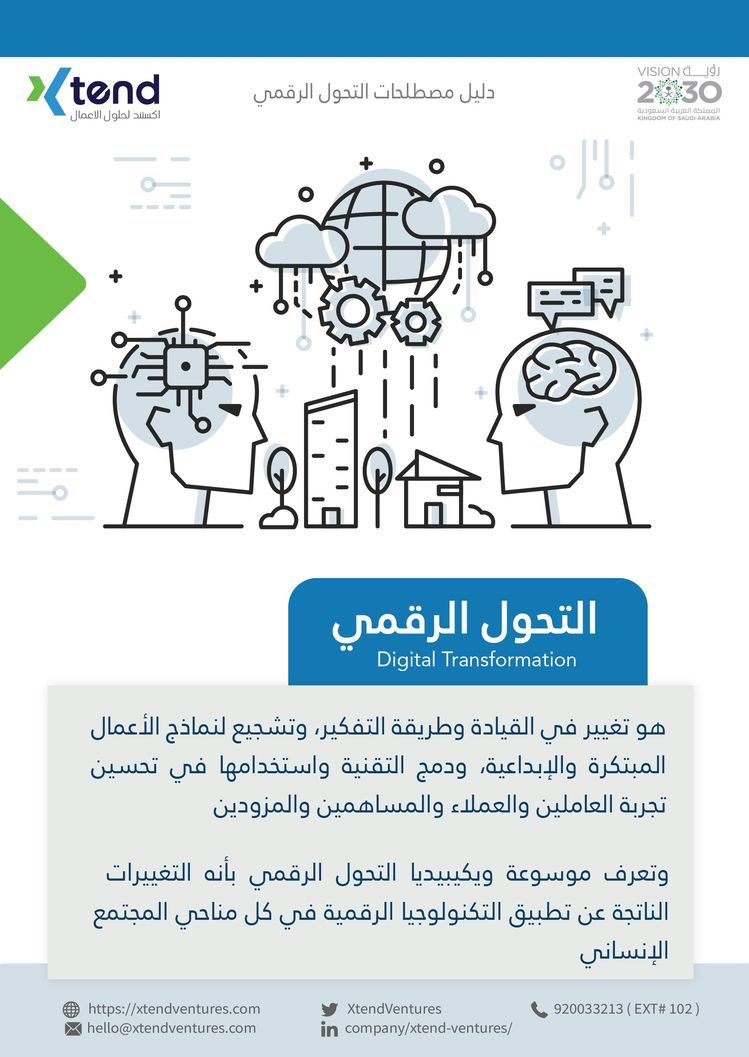 Xtend
اكستند لحلول الاعمال
دليل مصطلحات التحول الرقمي
VISION رؤيــة
2030
المملكة العربية السعودية
KINGDOM OF SAUDI ARABIA
التحول الرقمي
Digital Transformation
هو تغيير في القيادة وطريقة التفكير، وتشجيع لنماذج الأعمال
المبتكرة والإبداعية، ودمج التقنية واستخدامها في تحسين
تجربة العاملين والعملاء والمساهمين والمزودين
وتعرف موسوعة ويكيبيديا التحول الرقمي بأنه التغييرات
الناتجة عن تطبيق التكنولوجيا الرقمية في كل مناحي المجتمع
الإنساني
https://xtendventures.com
XtendVentures
920033213 ( EXT# 102 )
hello@xtendventures.com
company/xtend-ventures/